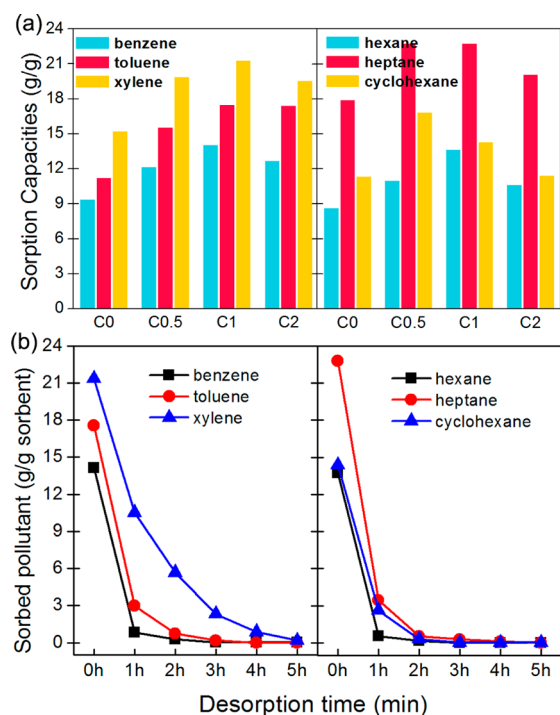 (a)
benzene
toluene
xylene
hexane
heptane
cyclohexane
Sorption Capacities (g/g)
24
21
18
15
12
9
6
3
0
C0 C0.5 C1 C2 C0 C0.5 C1 C2
(b)
benzene
toluene
xylene
hexane
heptane
cyclohexane
Sorbed pollutant (g/g sorbent)
24
21
18
15
12
9
6
3
0
0h 1h 2h 3h 4h 5h 0h 1h 2h 3h 4h 5h
Desorption time (min)